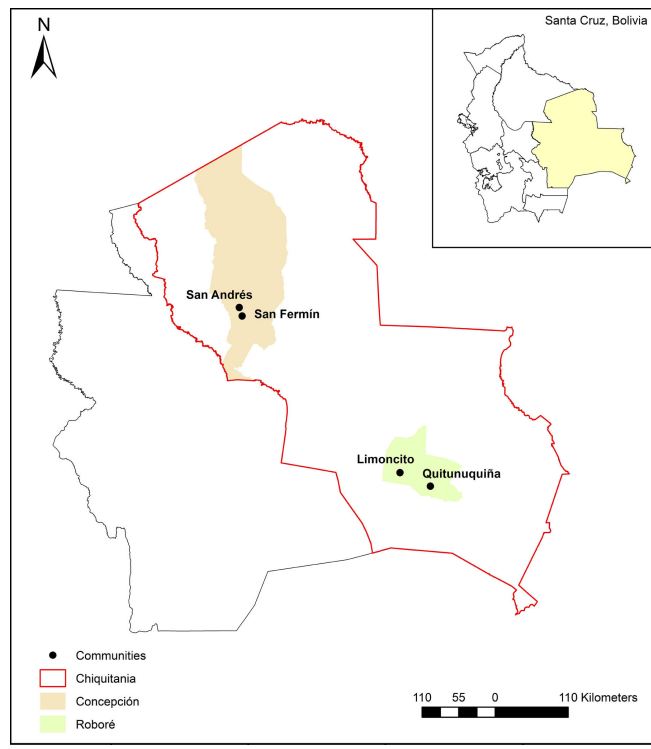 N
Santa Cruz, Bolivia
San Andrés
San Fermín
Limoncito
Quitunuquiña
Communities
Chiquitania
Concepción
Roboré
110 55 0 110 Kilometers